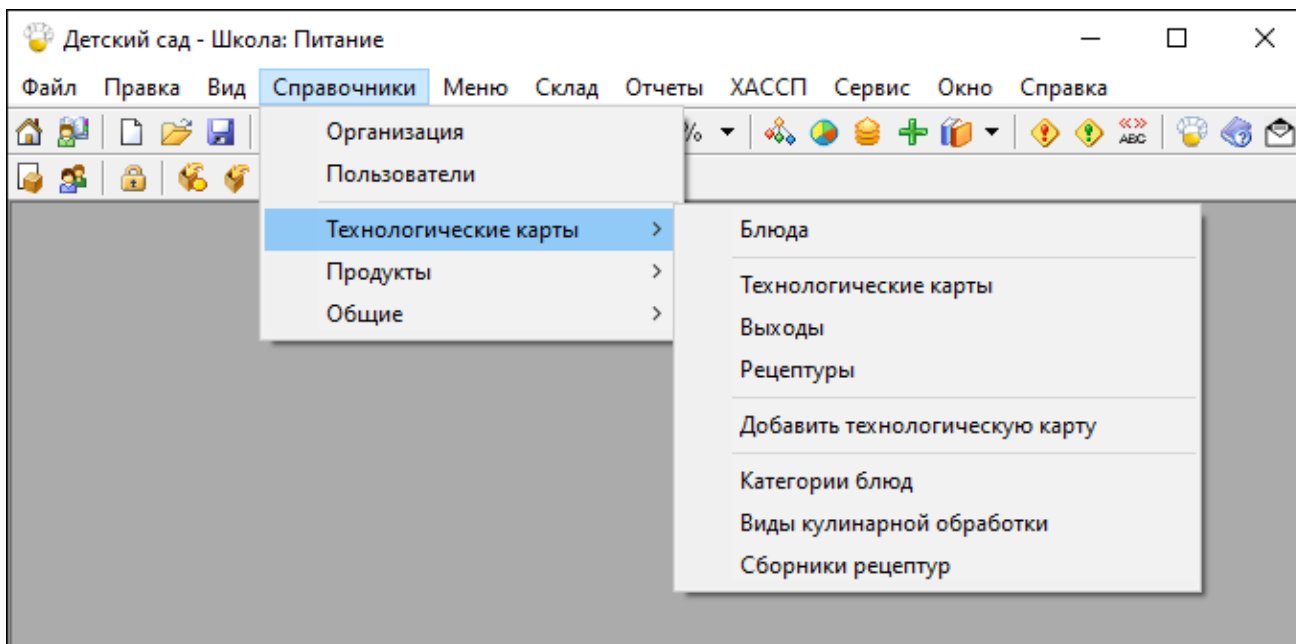 Детский сад - Школа: Питание
Файл Правка Вид Справочники Меню Склад Отчеты ХАССП Сервис Окно Справка
Организация
%
ABC
Пользователи
Технологические карты
Блюда
Продукты
Технологические карты
Общие
Выходы
Рецептуры
Добавить технологическую карту
Категории блюд
Виды кулинарной обработки
Сборники рецептур